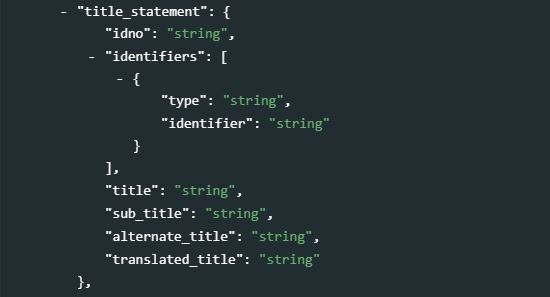 - "title_statement": {
"idno": "string",
- "identifiers": [
- {
"type": "string",
"identifier": "string"
}
],
"title": "string",
"sub_title": "string",
"alternate_title": "string",
"translated_title": "string"
},